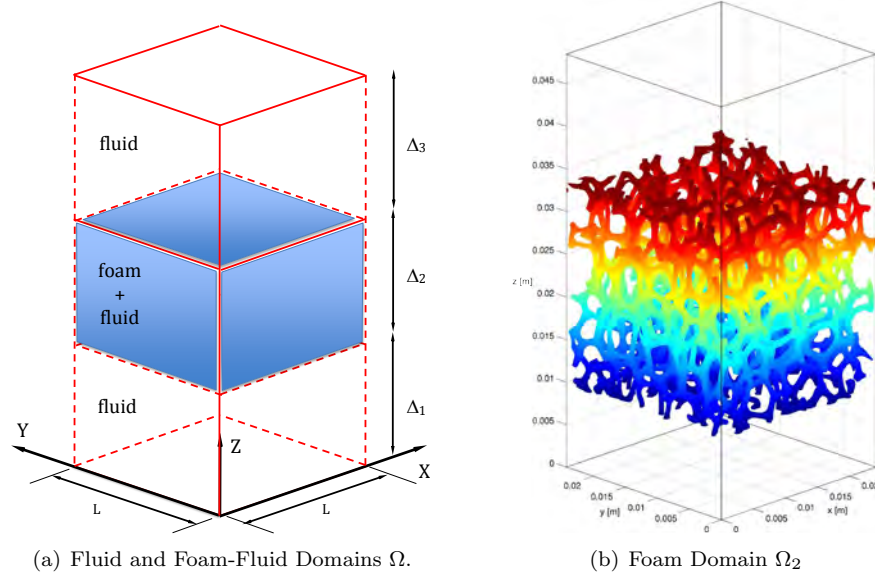 fluid
Δ3
foam
+
fluid
Δ2
fluid
Δ1
Y
Z
X
L
L
(a) Fluid and Foam-Fluid Domains Ω.
0.045
0.04
0.035
0.03
0.025
z [m]
0.02
0.015
0.01
0.005
0
0.02
0.015
0.01
y [m]
0.005
0
0
0.005
0.01
x [m]
0.015
(b) Foam Domain Ω2